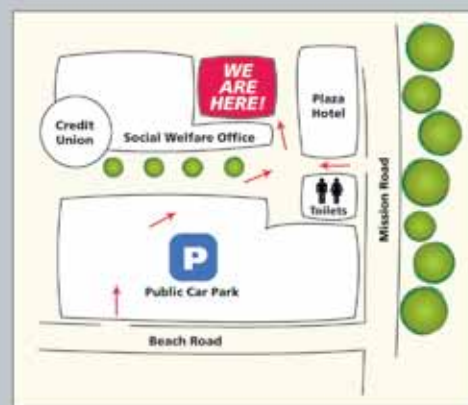 WE
ARE
HERE!
Plaza
Hotel
Credit
Union
Social Welfare Office
Toilets
Mission Road
P
Public Car Park
Beach Road